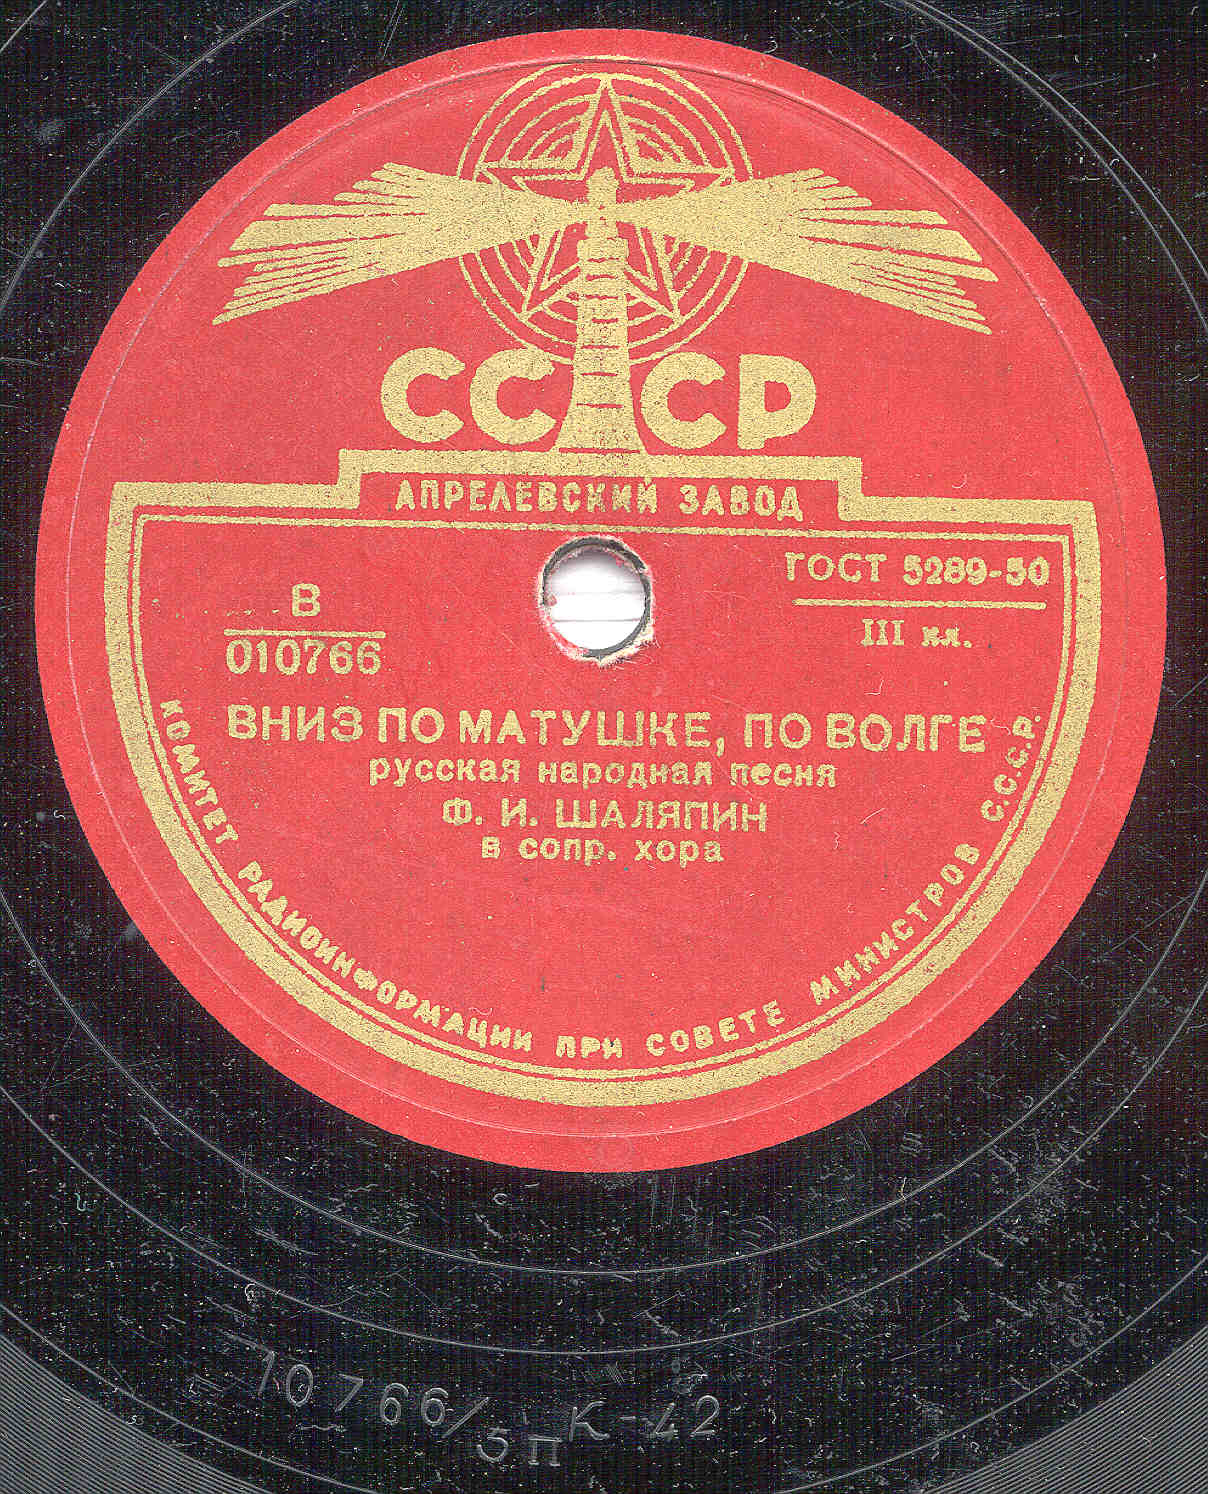 СССР
АПРЕЛЕВСКИЙ ЗАВОД
ГОСТ 5289-50
III кл.
В
010766
ВНИЗ ПО МАТУШКЕ, ПО ВОЛГЕ
русская народная песня
Ф. И. ШАЛЯПИН
в сопр. хора
КОМИТЕТ РАДИОИНФОРМАЦИИ ПРИ СОВЕТЕ МИНИСТРОВ С.С.С.Р.
10766/5п К-42